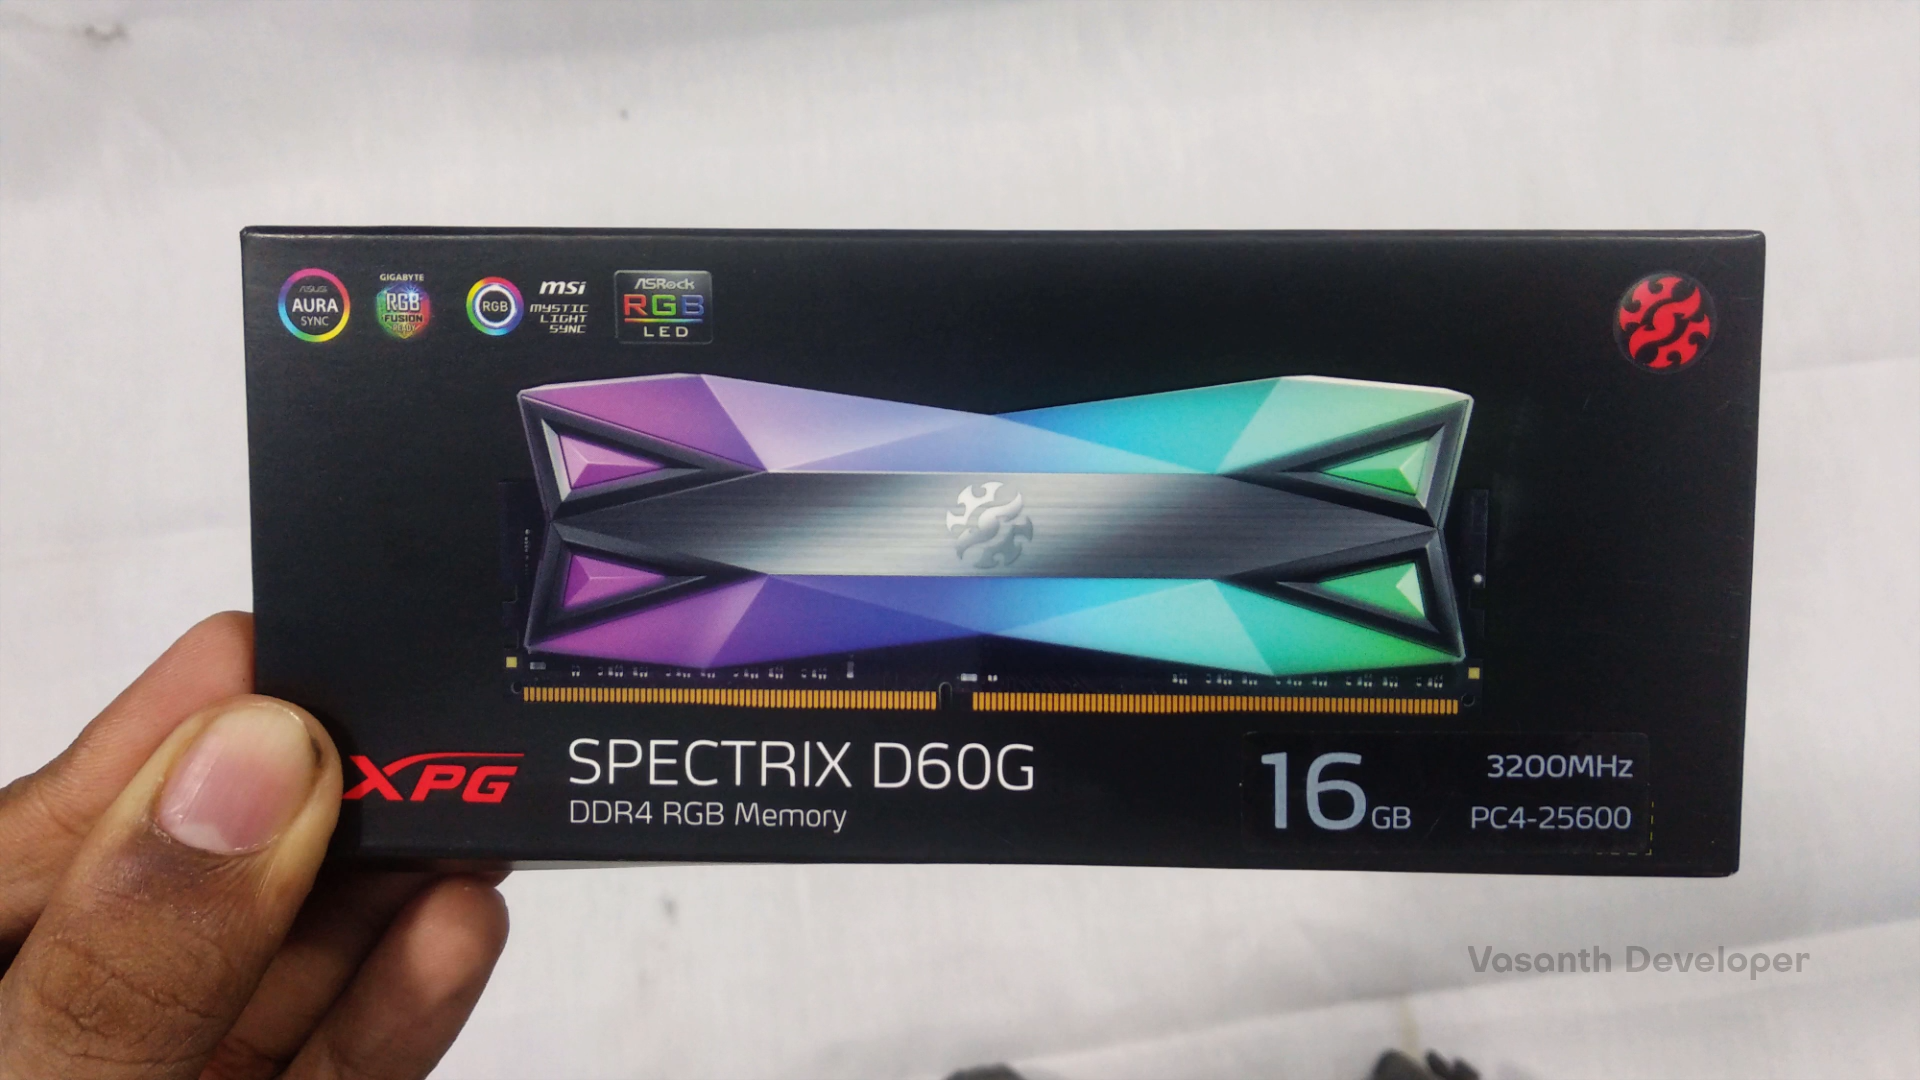 ASUS
AURA
SYNC
GIGABYTE
RGB
FUSION
READY
RGB
msi
MYSTIC
LIGHT
SYNC
ASRock
RGB
LED
XPG
SPECTRIX D60G
DDR4 RGB Memory
16GB
3200MHz
PC4-25600
Vasanth Developer